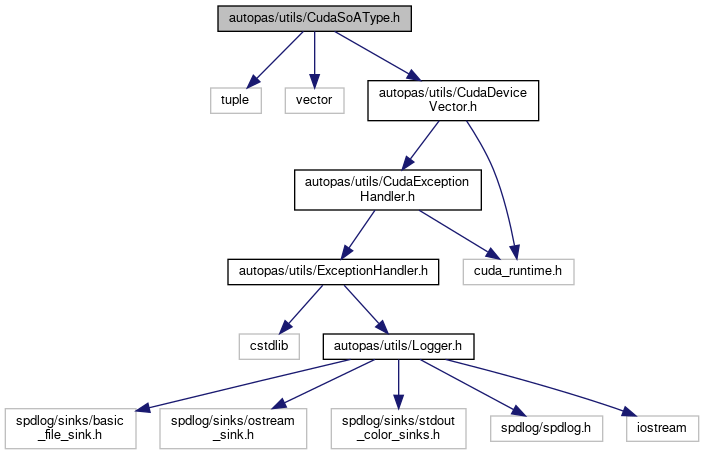 autopas/utils/CudaSoAType.h
tuple
vector
autopas/utils/CudaDevice
Vector.h
autopas/utils/CudaException
Handler.h
autopas/utils/ExceptionHandler.h
cuda_runtime.h
cstdlib
autopas/utils/Logger.h
spdlog/sinks/basic
_file_sink.h
spdlog/sinks/ostream
_sink.h
spdlog/sinks/stdout
_color_sinks.h
spdlog/spdlog.h
iostream